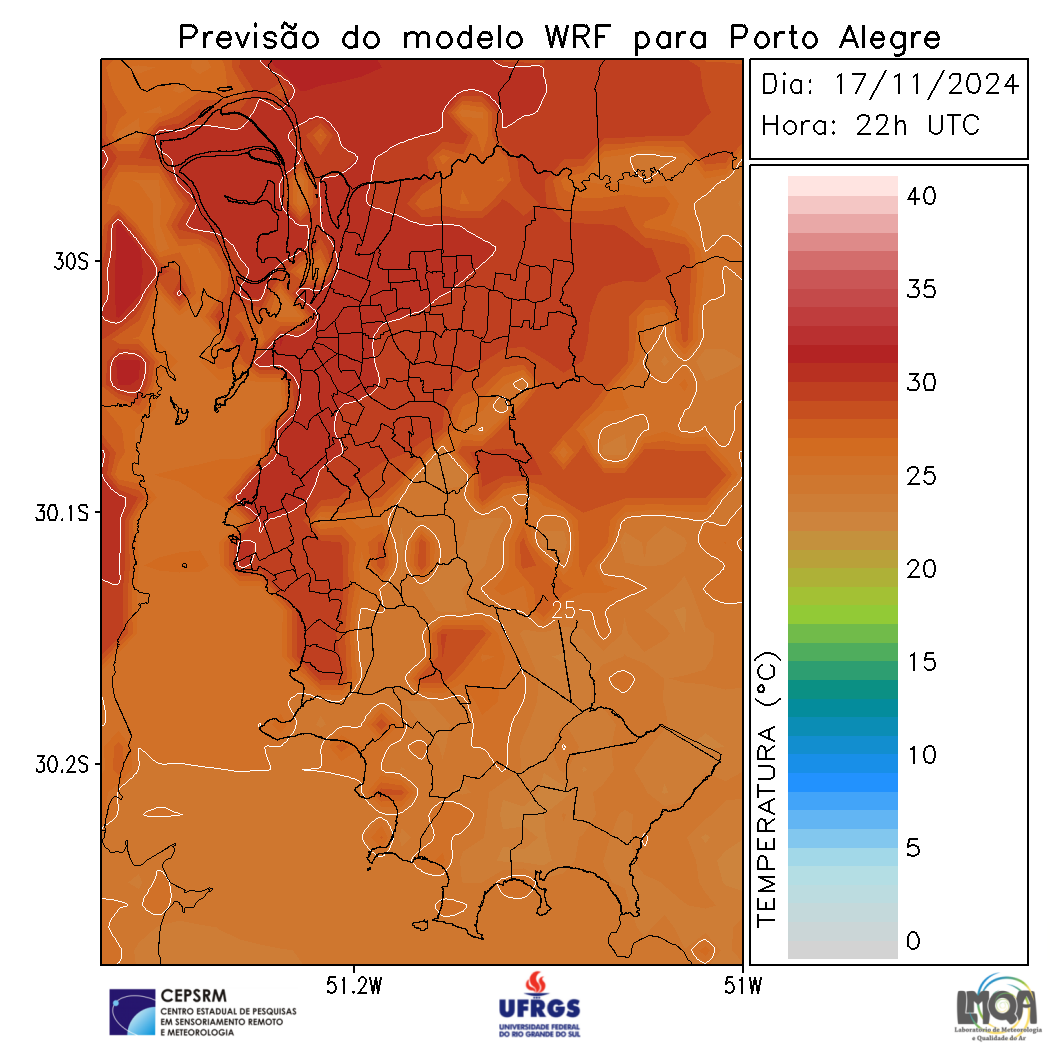 Previsão do modelo WRF para Porto Alegre
Dia: 17/11/2024
Hora: 22h UTC
40
35
30
25
20
15
10
5
0
TEMPERATURA (°C)
30S
30.1S
30.2S
25
51.2W
51W
CEPSRM
CENTRO ESTADUAL DE PESQUISAS
EM SENSORIAMENTO REMOTO
E METEOROLOGIA
UFRGS
UNIVERSIDADE FEDERAL
DO RIO GRANDE DO SUL
LMQA
Laboratório de Meteorologia
e Qualidade do Ar